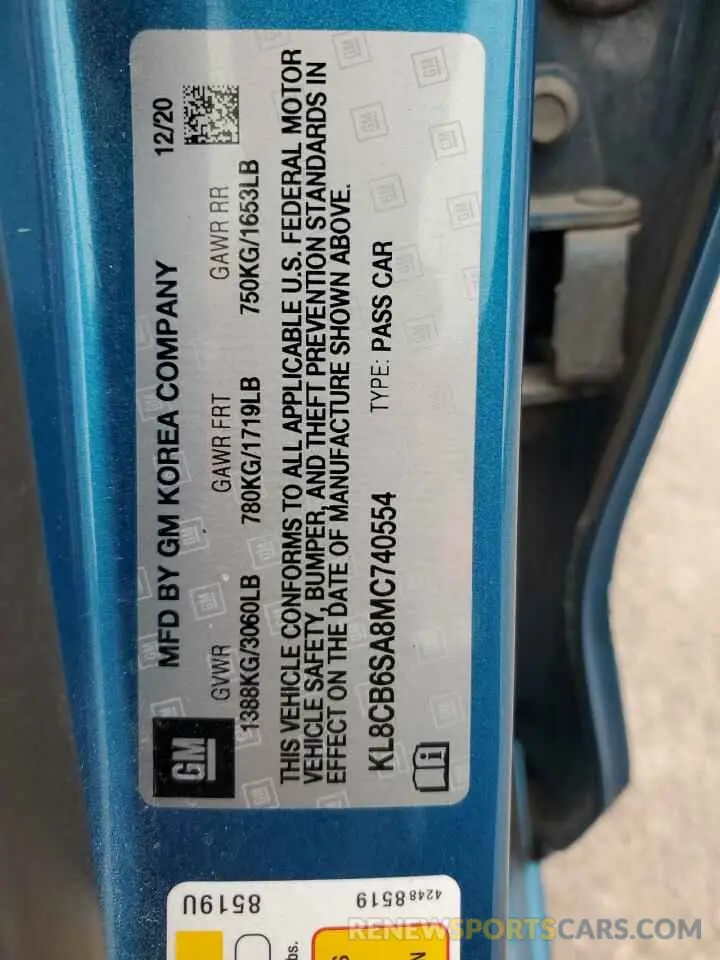 MFD BY GM KOREA COMPANY 12/20
GVWR GAWR FRT GAWR RR
1388KG/3060LB 780KG/1719LB 750KG/1653LB
THIS VEHICLE CONFORMS TO ALL APPLICABLE U.S. FEDERAL MOTOR
VEHICLE SAFETY, BUMPER, AND THEFT PREVENTION STANDARDS IN
EFFECT ON THE DATE OF MANUFACTURE SHOWN ABOVE.
KL8CB6SA8MC740554 TYPE: PASS CAR
GM
8519U 42488519
bs.
RENEWSPORTSCARS.COM